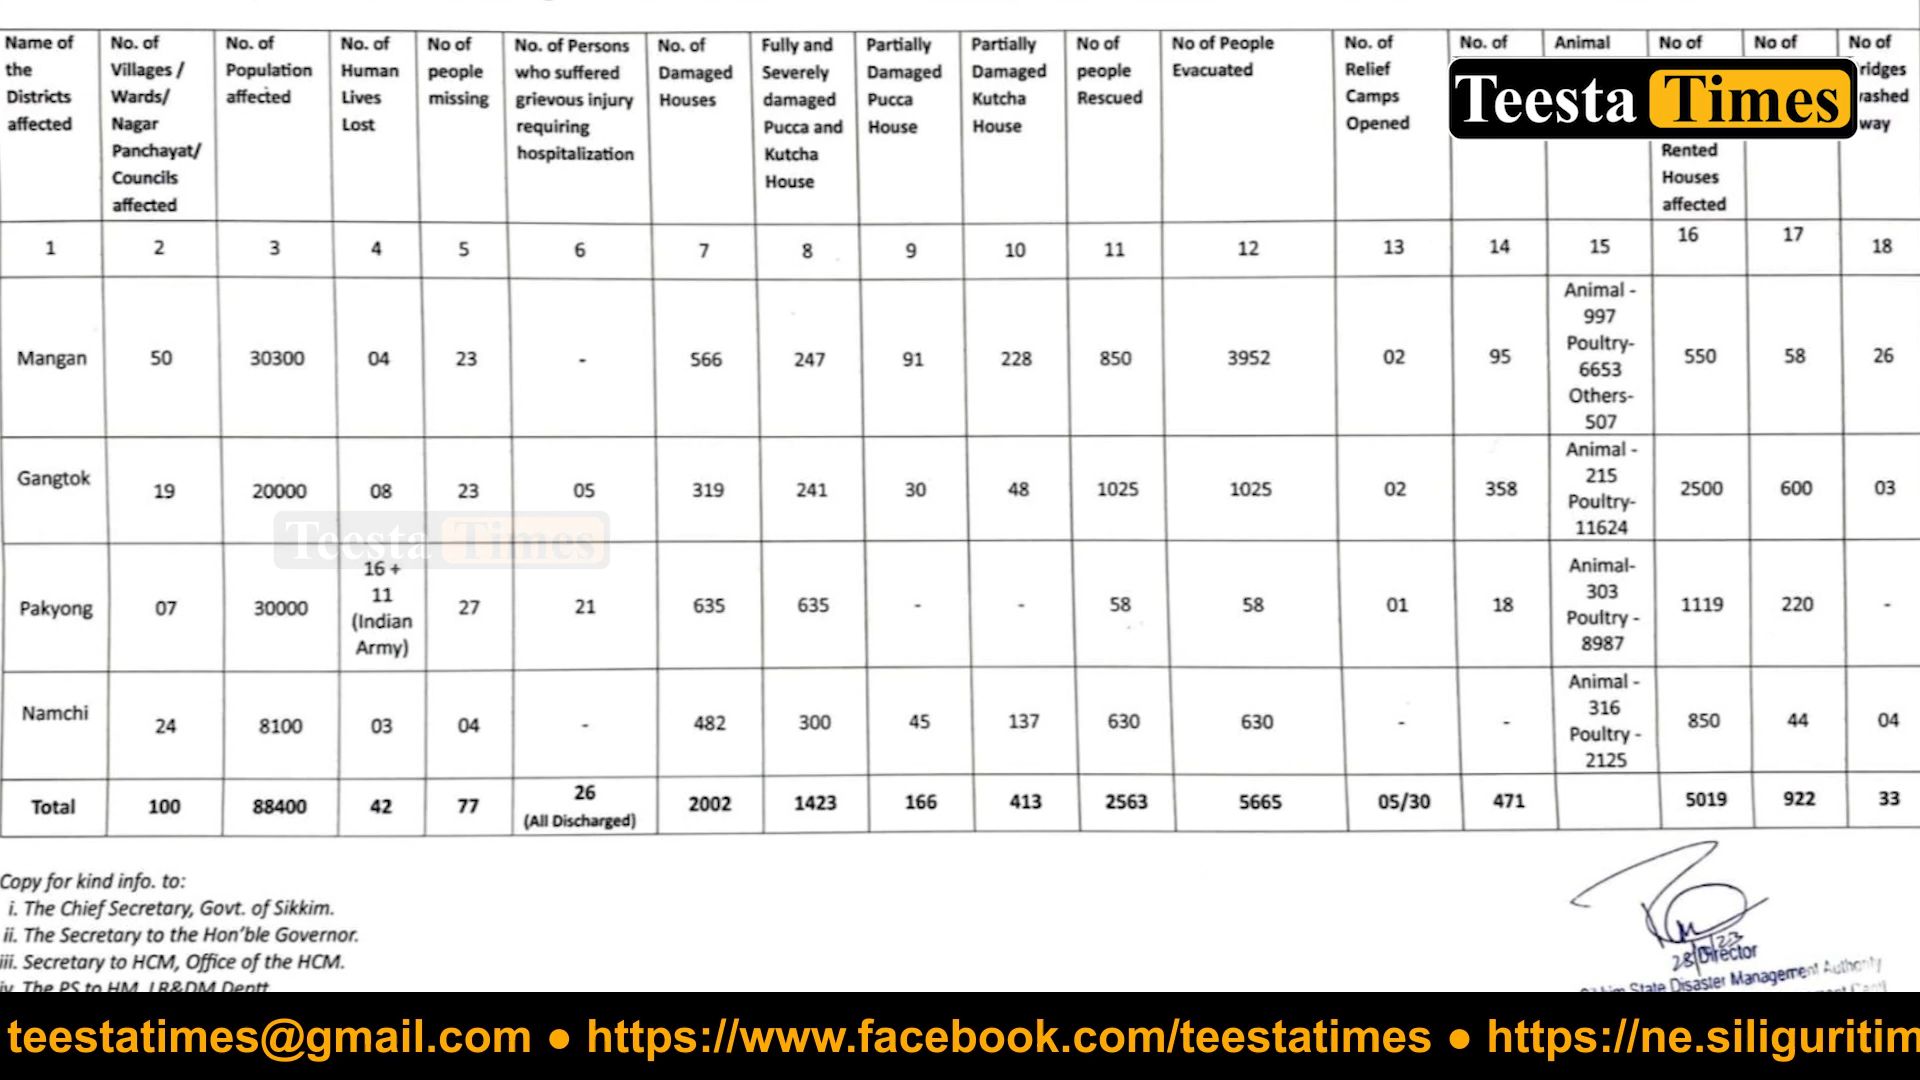 Name of the Districts affected | No. of Villages / Wards/ Nagar Panchayat/ Councils affected | No. of Population affected | No. of Human Lives Lost | No of people missing | No. of Persons who suffered grievous injury requiring hospitalization | No. of Damaged Houses | Fully and Severely damaged Pucca and Kutcha House | Partially Damaged Pucca House | Partially Damaged Kutcha House | No of people Rescued | No of People Evacuated | No. of Relief Camps Opened | No. of | Animal | No of Rented Houses affected | No of | No of ridges ashed way
Teesta Times
1 2 3 4 5 6 7 8 9 10 11 12 13 14 15 16 17 18
Mangan 50 30300 04 23 - 566 247 91 228 850 3952 02 95 Animal - 997 Poultry- 6653 Others- 507 550 58 26
Gangtok 19 20000 08 23 05 319 241 30 48 1025 1025 02 358 Animal - 215 Poultry- 11624 2500 600 03
Teesta Times
Pakyong 07 30000 16 + 11 (Indian Army) 27 21 635 635 - - 58 58 01 18 Animal- 303 Poultry - 8987 1119 220 -
Namchi 24 8100 03 04 - 482 300 45 137 630 630 - - Animal - 316 Poultry - 2125 850 44 04
Total 100 88400 42 77 26 (All Discharged) 2002 1423 166 413 2563 5665 05/30 471 5019 922 33
Copy for kind info. to:
i. The Chief Secretary, Govt. of Sikkim.
ii. The Secretary to the Hon'ble Governor.
iii. Secretary to HCM, Office of the HCM.
iv. The PS to HM, LR&DM Deptt
Director
State Disaster Management Authority
teestatimes@gmail.com ● https://www.facebook.com/teestatimes ● https://ne.siliguritim